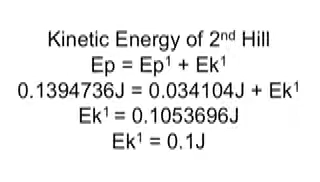 Kinetic Energy of 2ⁿᵈ Hill
Ep = Ep¹ + Ek¹
0.1394736J = 0.034104J + Ek¹
Ek¹ = 0.1053696J
Ek¹ = 0.1J